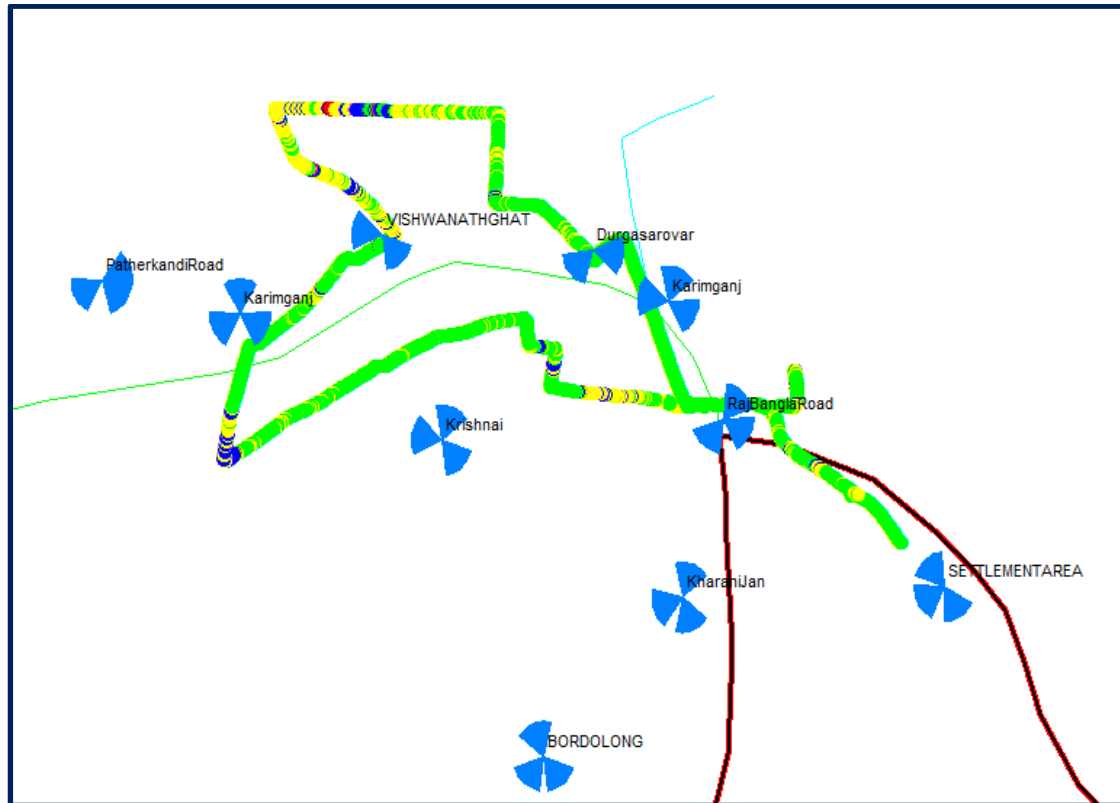 VISHWANATHGHAT
Durgasarovar
PatherkandiRoad
Karimganj
Karimganj
RajBanglaRoad
Krishnai
KharaniJan
SETTLEMENTAREA
BORDOLONG